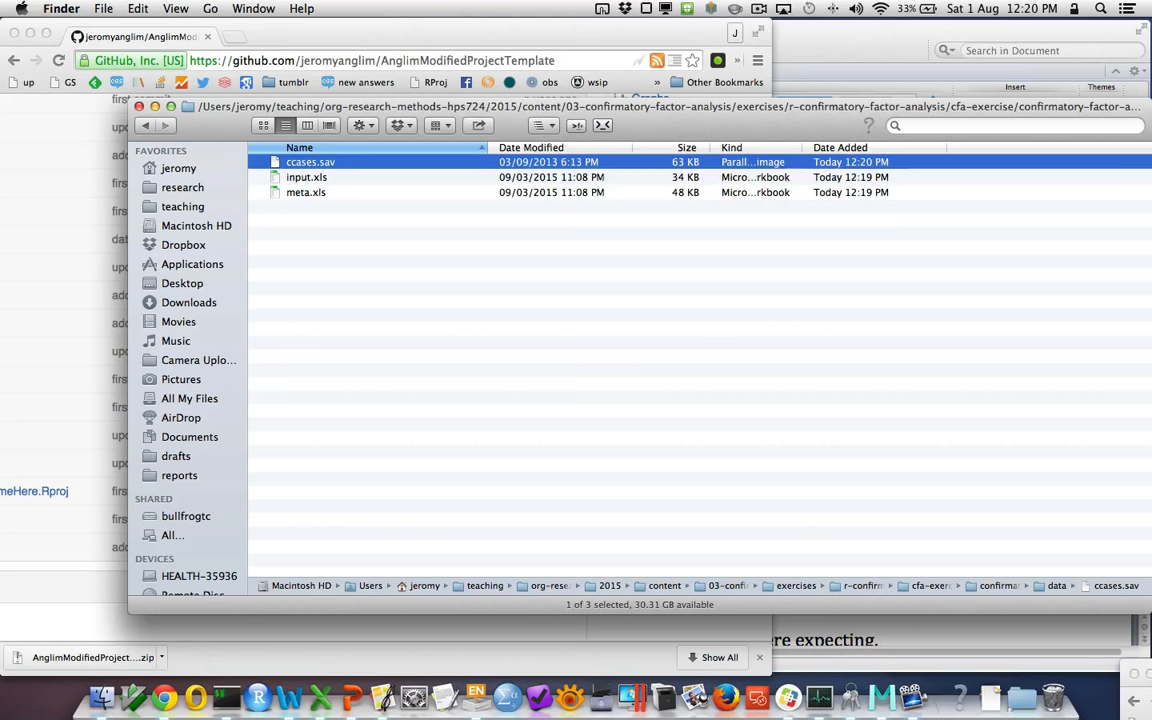 Finder File Edit View Go Window Help 33% Sat 1 Aug 12:20 PM
jeromyanglim/AnglimMod J
GitHub, Inc. [US] https://github.com/jeromyanglim/AnglimModifiedProjectTemplate Search in Document
up GS tumblr new answers RProj obs wsip » Other Bookmarks Insert Themes
/Users/jeromy/teaching/org-research-methods-hps724/2015/content/03-confirmatory-factor-analysis/exercises/r-confirmatory-factor-analysis/cfa-exercise/confirmatory-factor-a...
FAVORITES
jeromy
research
teaching
Macintosh HD
Dropbox
Applications
Desktop
Downloads
Movies
Music
Camera Uplo...
Pictures
All My Files
AirDrop
Documents
drafts
reports
SHARED
bullfrogtc
All...
DEVICES
HEALTH-35936
Remote Disc
Name Date Modified Size Kind Date Added
ccases.sav 03/09/2013 6:13 PM 63 KB Parall...image Today 12:20 PM
input.xls 09/03/2015 11:08 PM 34 KB Micro...rkbook Today 12:19 PM
meta.xls 09/03/2015 11:08 PM 48 KB Micro...rkbook Today 12:19 PM
meHere.Rproj
Macintosh HD Users jeromy teaching org-rese 2015 content 03-confi exercises r-confirm cfa-exerc confirmat data ccases.sav
1 of 3 selected, 30.31 GB available
re expecting.
AnglimModifiedProject....zip Show All